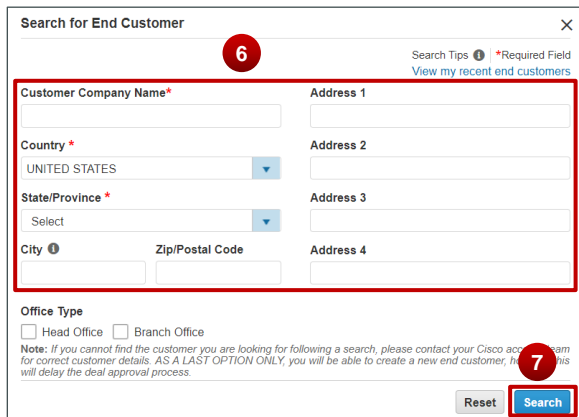 Search for End Customer
6
Search Tips *Required Field
View my recent end customers
Customer Company Name*
Address 1
Country *
Address 2
UNITED STATES
State/Province *
Address 3
Select
City
Zip/Postal Code
Address 4
Office Type
Head Office Branch Office
Note: If you cannot find the customer you are looking for following a search, please contact your Cisco team
for correct customer details. AS A LAST OPTION ONLY, you will be able to create a new end customer,
will delay the deal approval process.
7
Reset Search